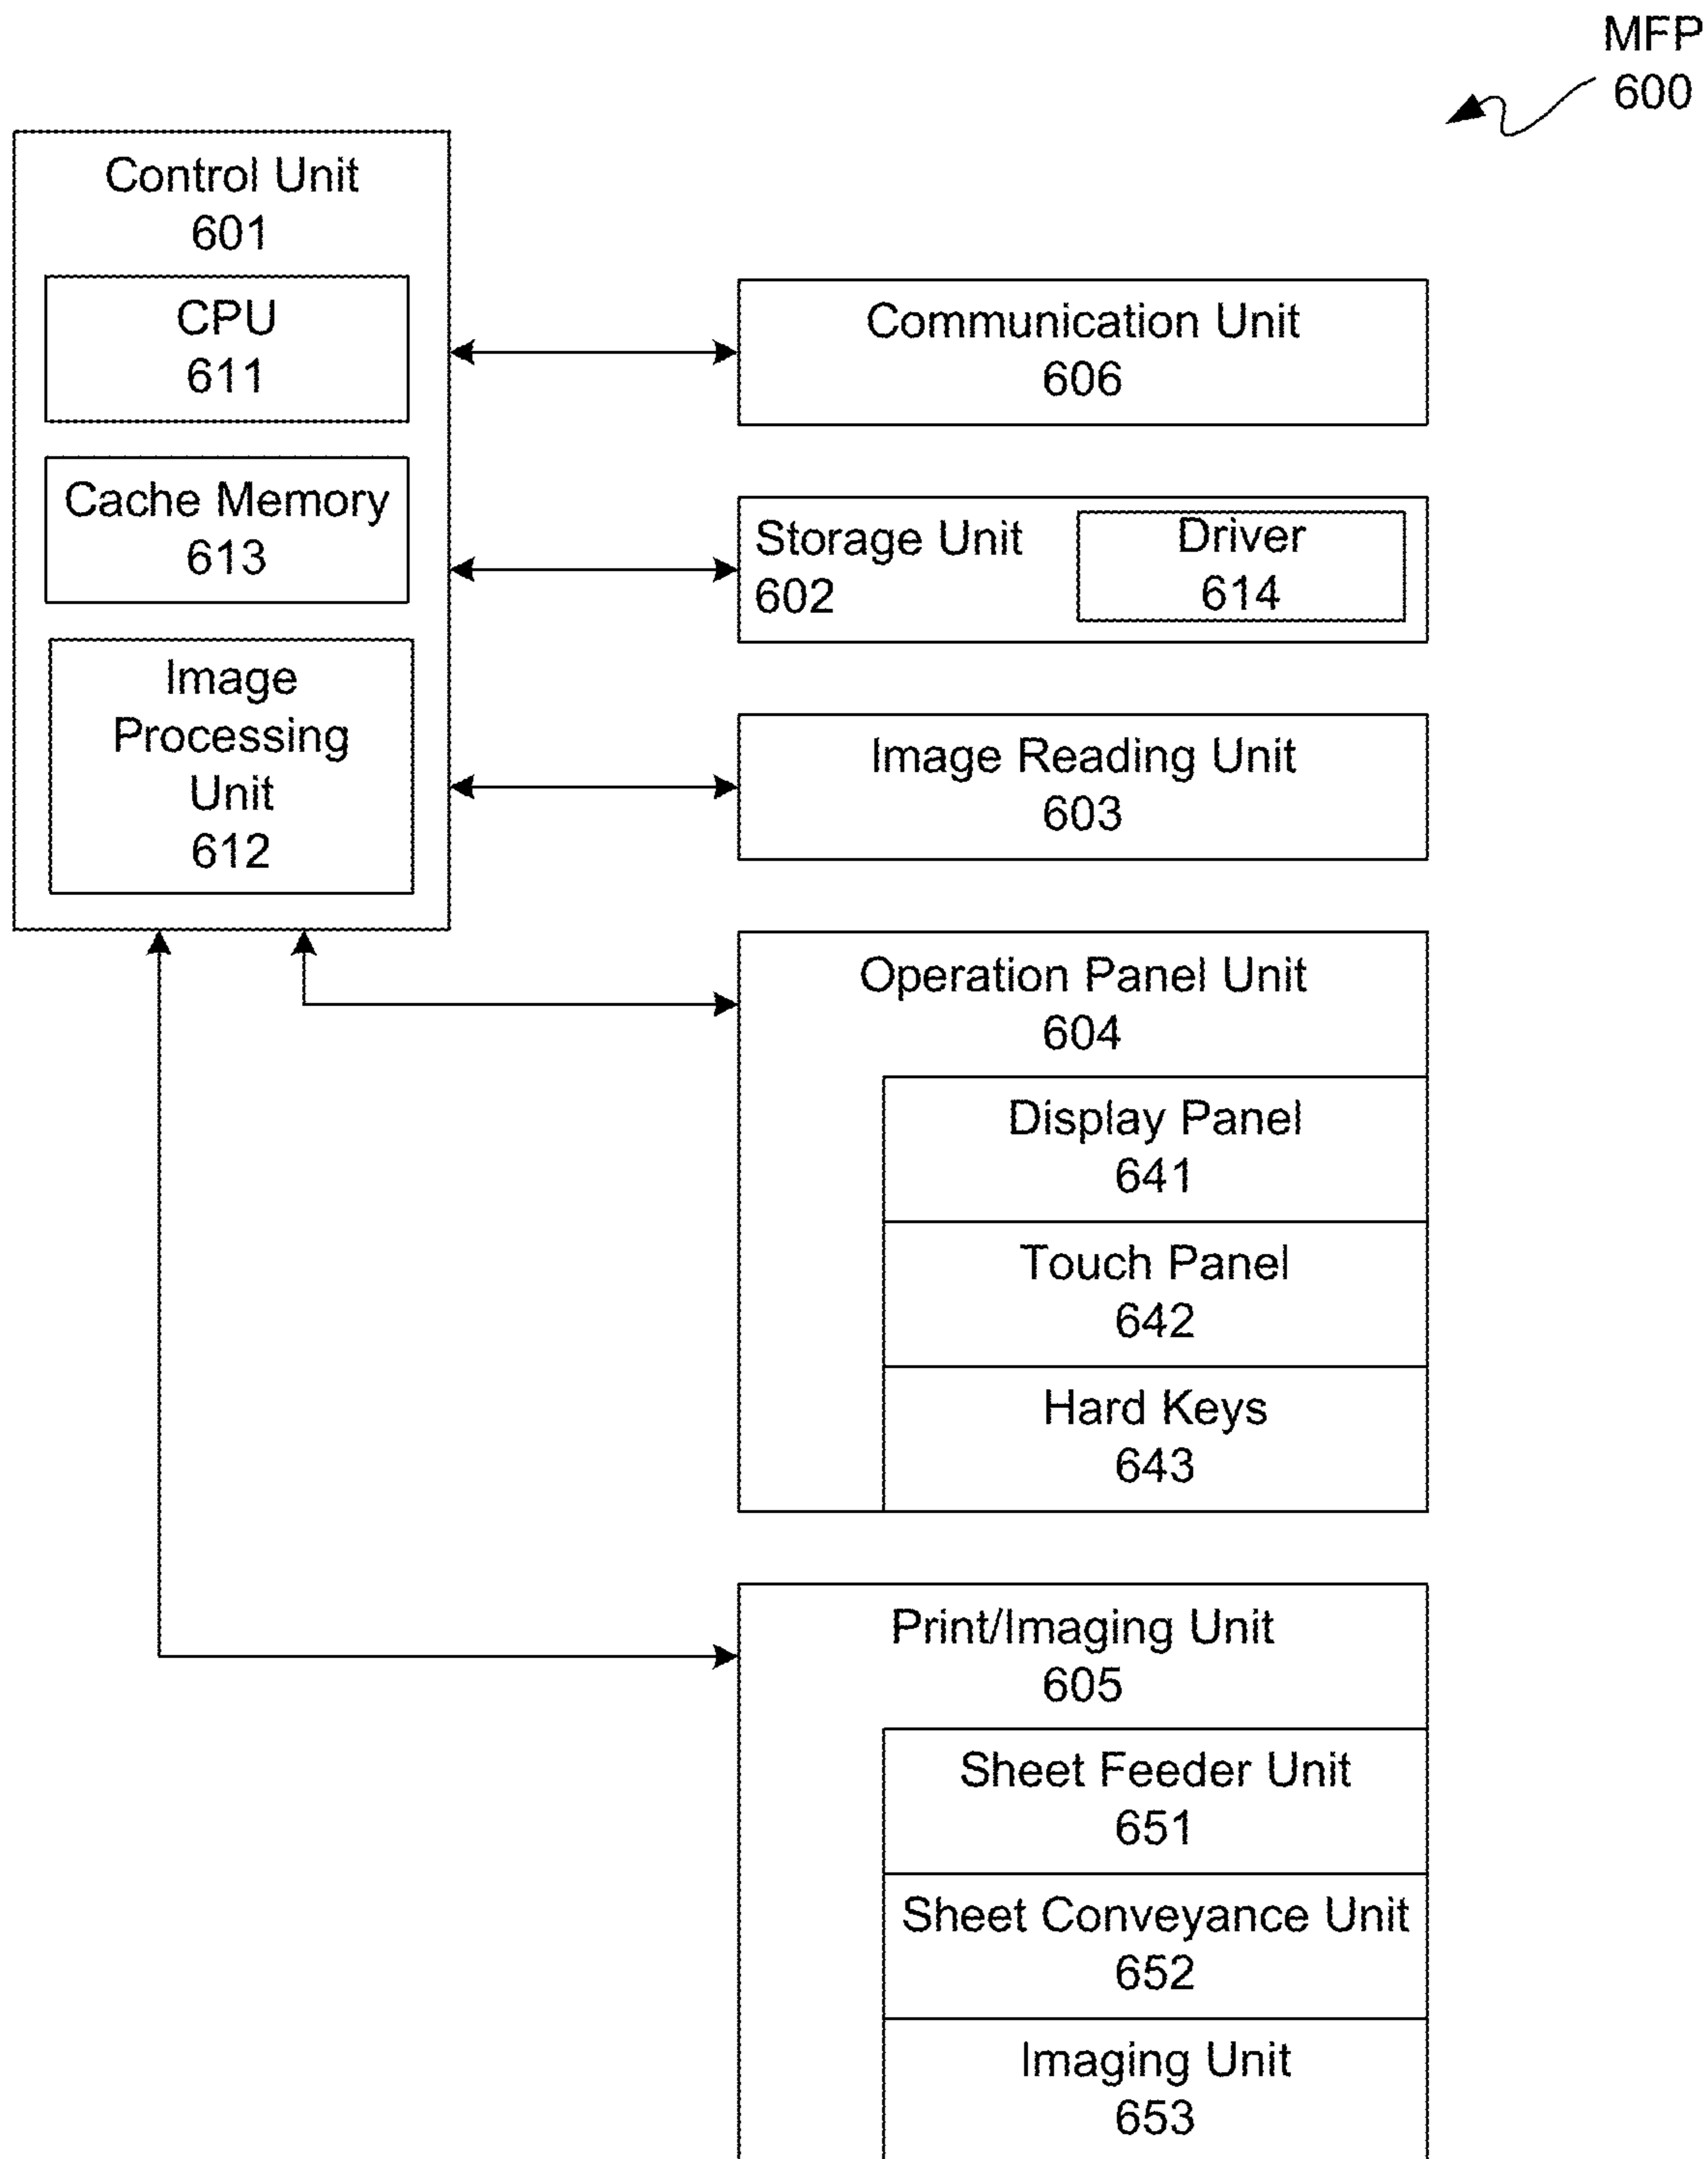 MFP
600
Control Unit
601
CPU
611
Cache Memory
613
Image
Processing
Unit
612
Communication Unit
606
Storage Unit
602
Driver
614
Image Reading Unit
603
Operation Panel Unit
604
Display Panel
641
Touch Panel
642
Hard Keys
643
Print/Imaging Unit
605
Sheet Feeder Unit
651
Sheet Conveyance Unit
652
Imaging Unit
653